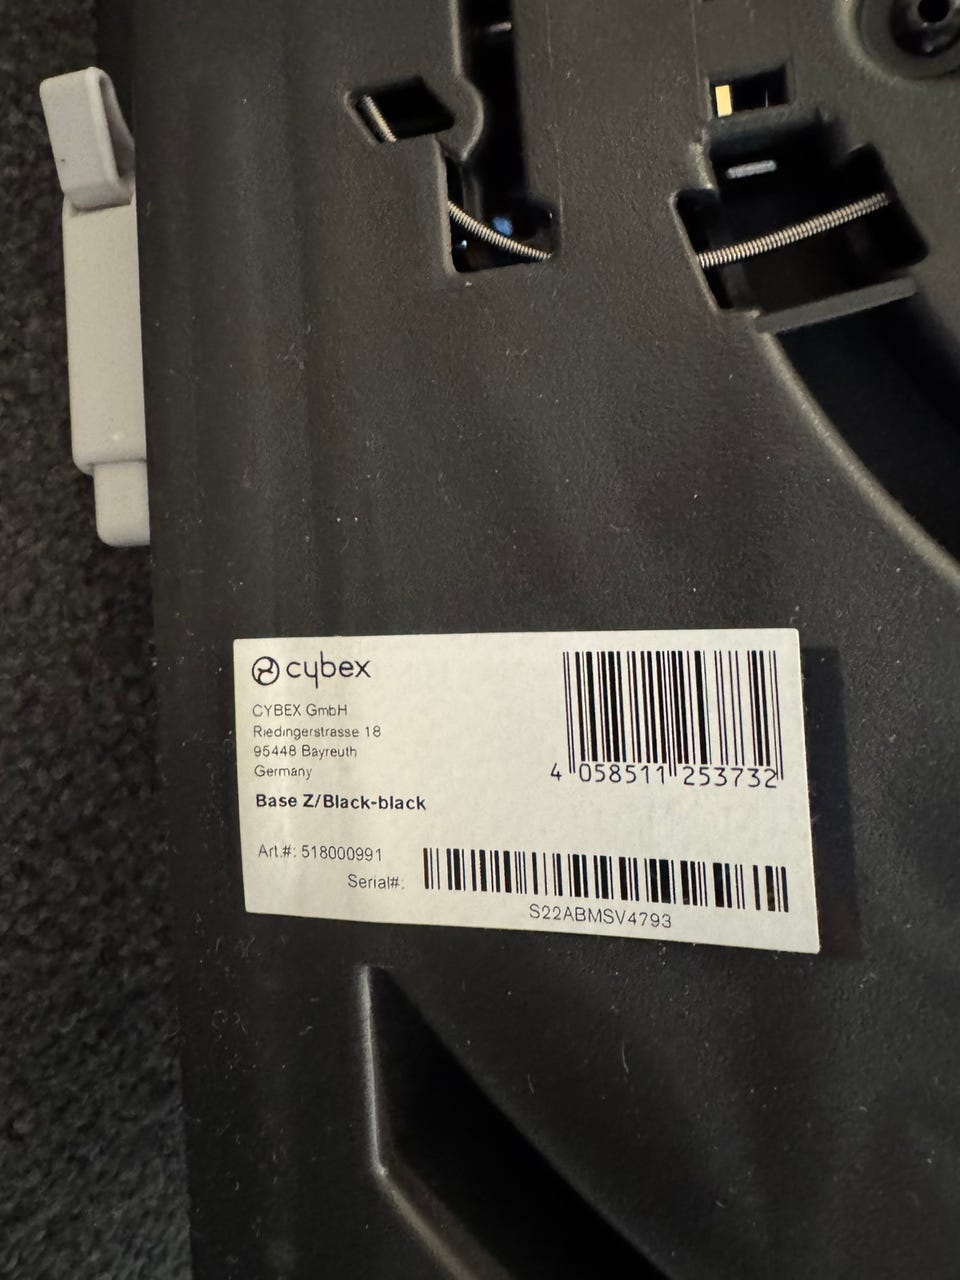 cybex
CYBEX GmbH
Riedingerstrasse 18
95448 Bayreuth
Germany
Base Z/Black-black
4 058511 253732
Art.#: 518000991
Serial#:
S22ABMSV4793